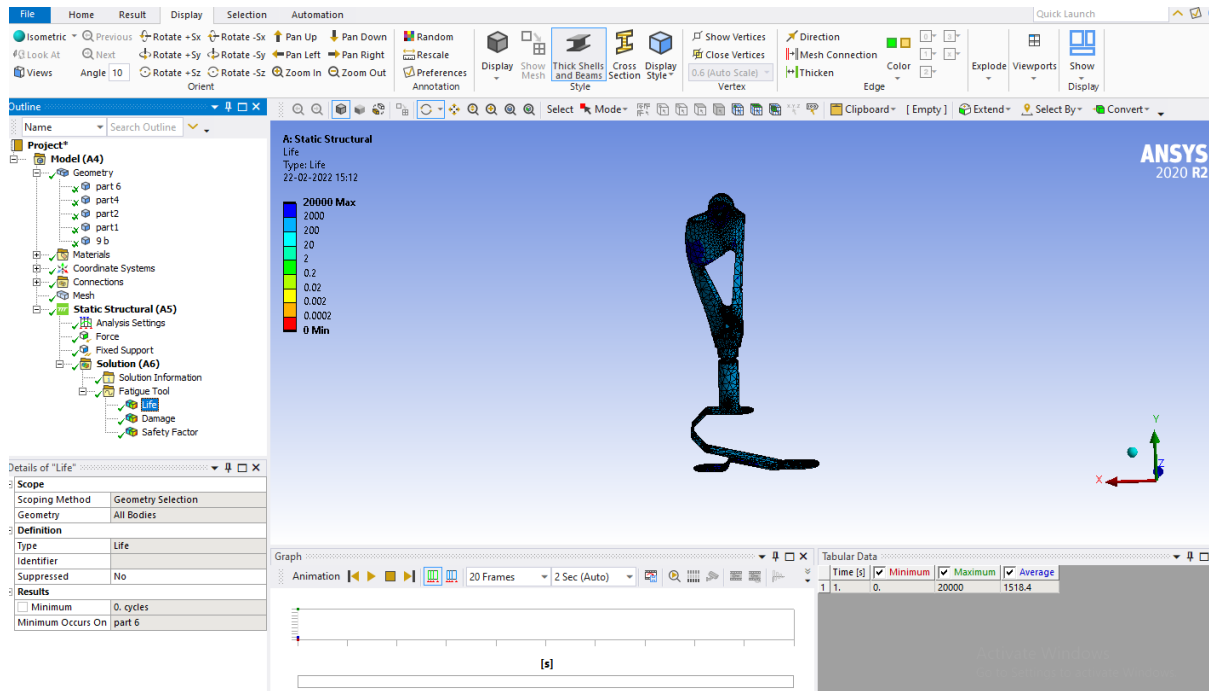 File Home Result Display Selection Automation Quick Launch
Isometric Previous Rotate +Sx Rotate -Sx Pan Up Pan Down Random Show Vertices Direction
Look At Next Rotate +Sy Rotate -Sy Pan Left Pan Right Rescale Close Vertices Mesh Connection
Views Angle 10 Rotate +Sz Rotate -Sz Zoom In Zoom Out Preferences 0.6 (Auto Scale) Thicken
Display Show Mesh Thick Shells and Beams Cross Section Display Style Color Explode Viewports Show
Orient Annotation Style Vertex Edge Display
Outline
Name Search Outline
Select Mode Clipboard [ Empty ] Extend Select By Convert
Project*
Model (A4)
Geometry
part 6
part4
part2
part1
9 b
Materials
Coordinate Systems
Connections
Mesh
Static Structural (A5)
Analysis Settings
Force
Fixed Support
Solution (A6)
Solution Information
Fatigue Tool
Life
Damage
Safety Factor
A: Static Structural
Life
Type: Life
22-02-2022 15:12
20000 Max
2000
200
20
2
0.2
0.02
0.002
0.0002
0 Min
ANSYS
2020 R2
Y
Z
X
Details of "Life"
Scope
Scoping Method Geometry Selection
Geometry All Bodies
Definition
Type Life
Identifier
Suppressed No
Results
Minimum 0. cycles
Minimum Occurs On part 6
Graph
Animation 20 Frames 2 Sec (Auto)
[s]
Tabular Data
Time [s] Minimum Maximum Average
1 1. 0. 20000 1518.4
Activate Windows